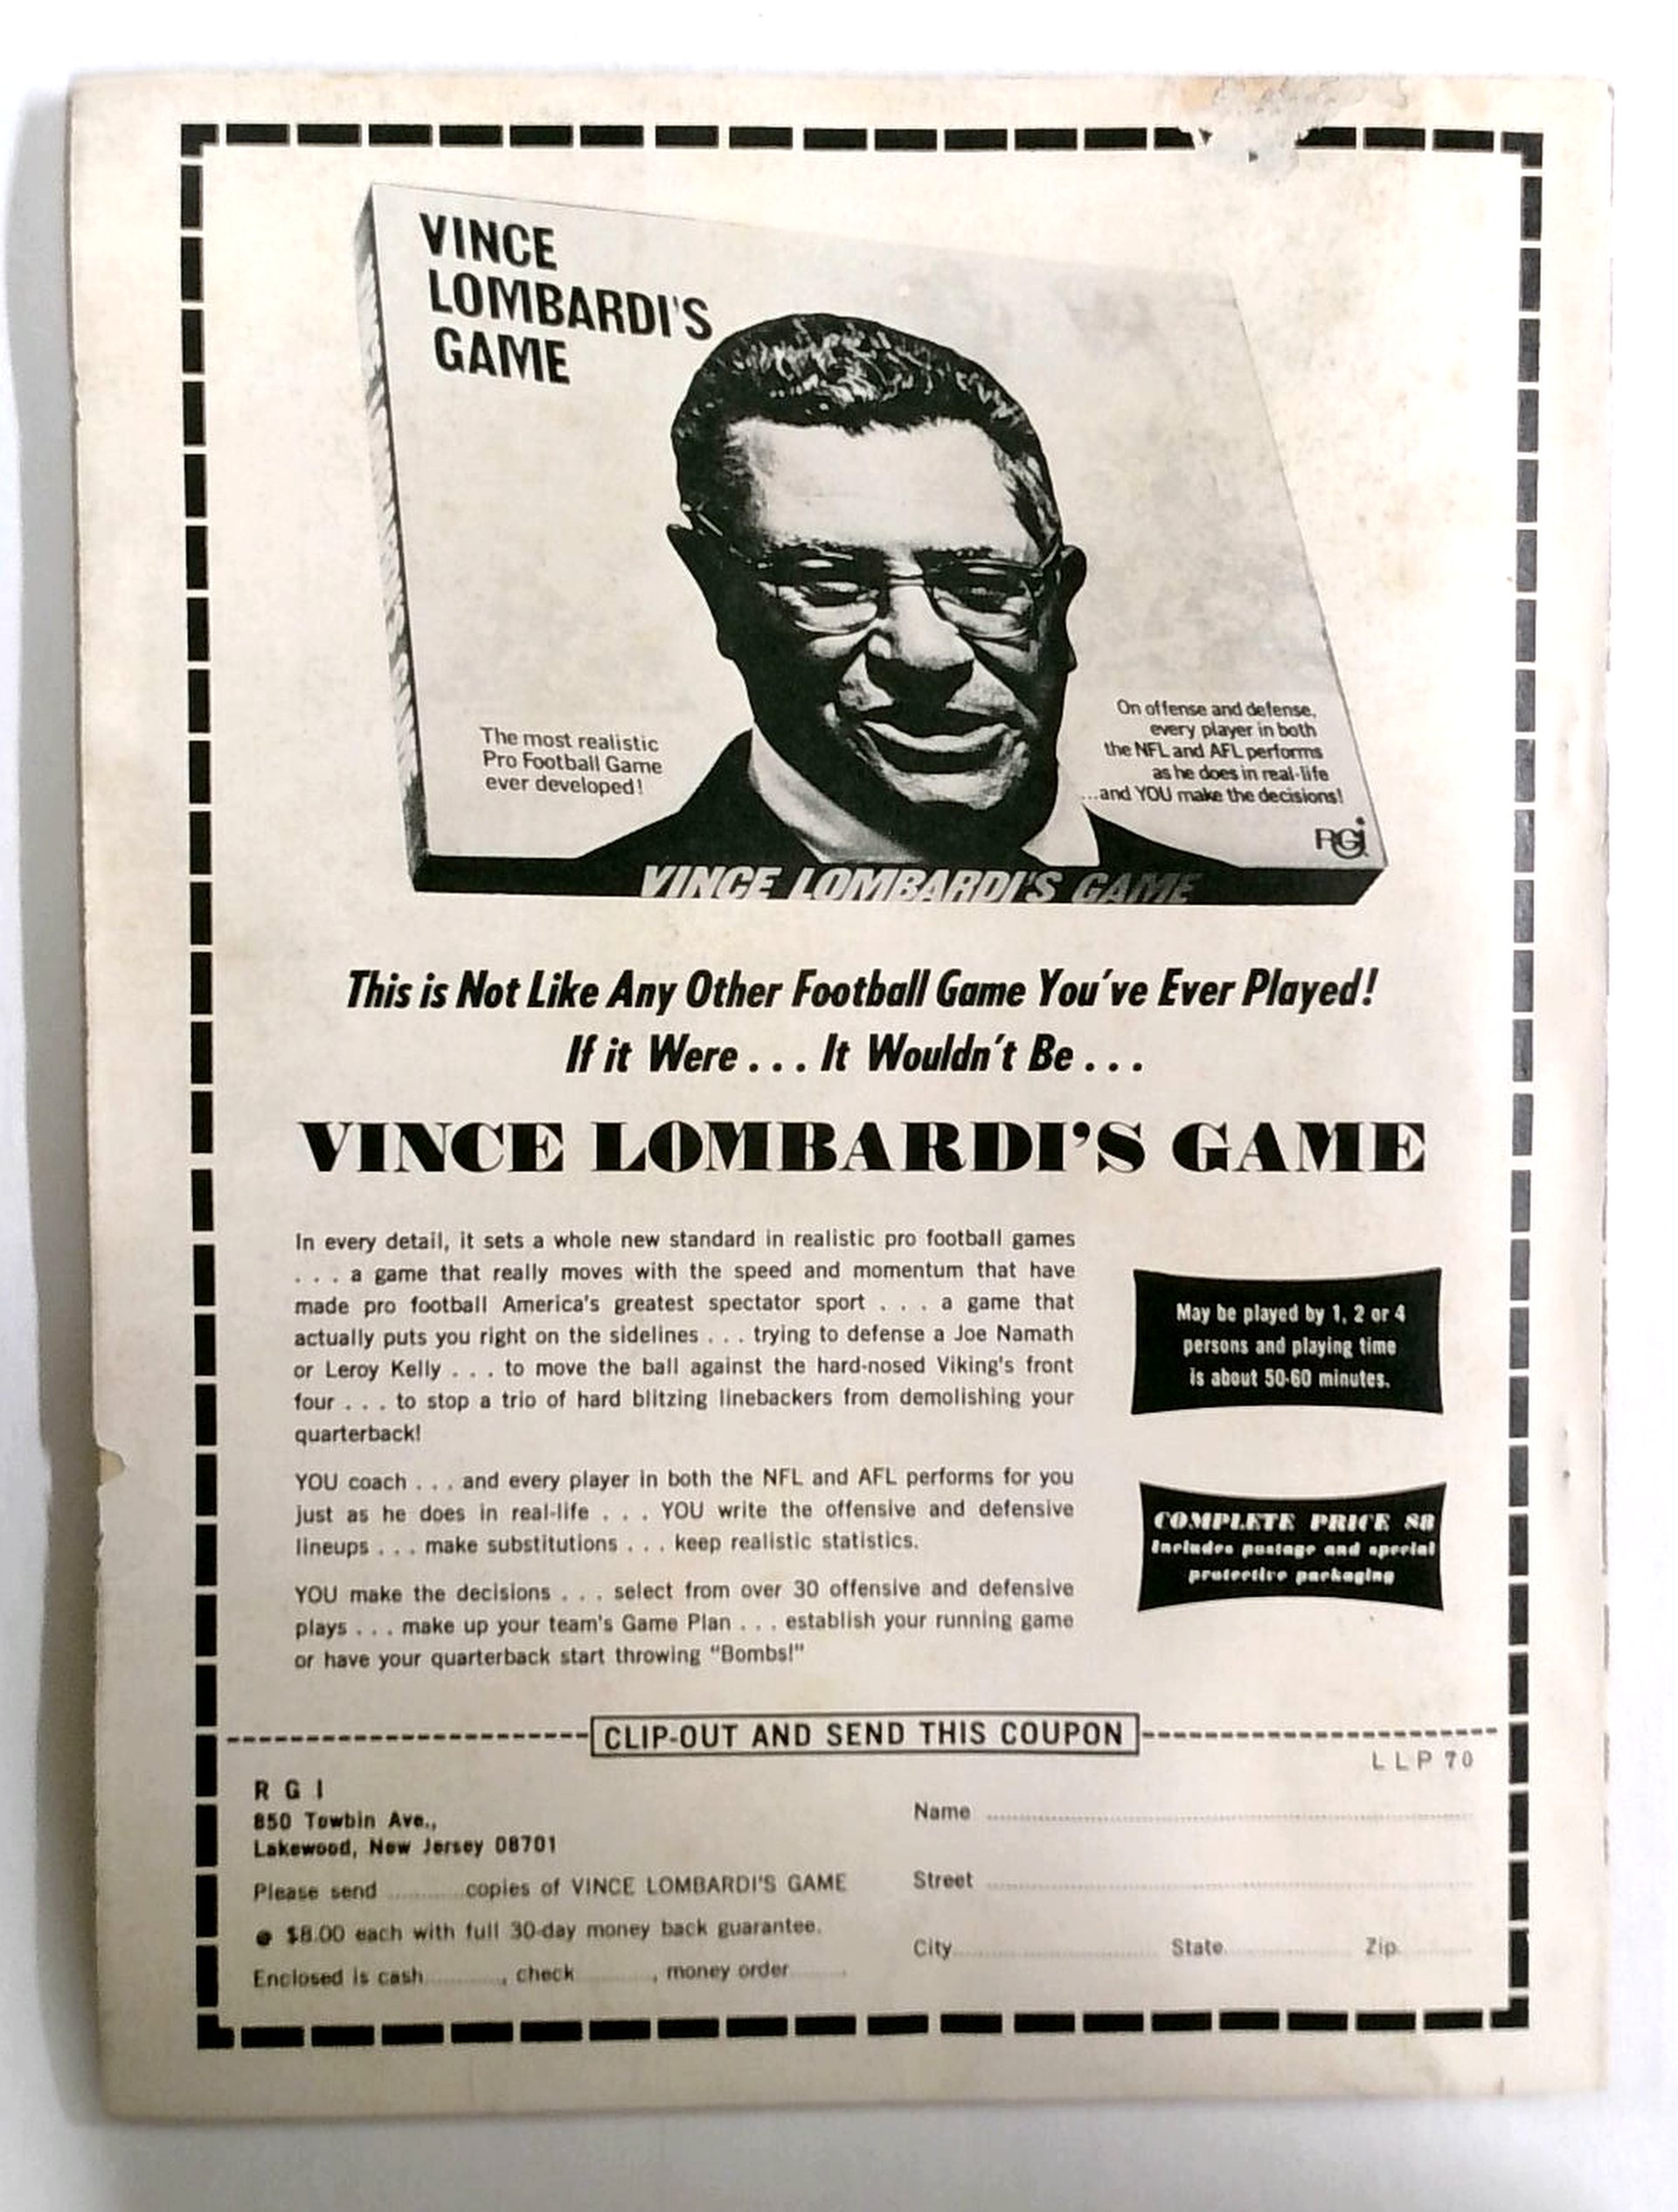 VINCE
LOMBARDI'S
GAME
The most realistic
Pro Football Game
ever developed!
On offense and defense,
every player in both
the NFL and AFL performs
as he does in real-life
...and YOU make the decisions!
RGI
VINCE LOMBARDI'S GAME
This is Not Like Any Other Football Game You've Ever Played!
If it Were . . . It Wouldn't Be . . .
VINCE LOMBARDI'S GAME
In every detail, it sets a whole new standard in realistic pro football games
. . . a game that really moves with the speed and momentum that have
made pro football America's greatest spectator sport . . . a game that
actually puts you right on the sidelines . . . trying to defense a Joe Namath
or Leroy Kelly . . . to move the ball against the hard-nosed Viking's front
four . . . to stop a trio of hard blitzing linebackers from demolishing your
quarterback!
YOU coach . . . and every player in both the NFL and AFL performs for you
just as he does in real-life . . . YOU write the offensive and defensive
lineups . . . make substitutions . . . keep realistic statistics.
YOU make the decisions . . . select from over 30 offensive and defensive
plays . . . make up your team's Game Plan . . . establish your running game
or have your quarterback start throwing "Bombs!"
May be played by 1, 2 or 4
persons and playing time
is about 50-60 minutes.
COMPLETE PRICE $8
Includes postage and special
protective packaging
CLIP-OUT AND SEND THIS COUPON
L L P 70
R G I
850 Towbin Ave.,
Lakewood, New Jersey 08701
Please send ............ copies of VINCE LOMBARDI'S GAME
@ $8.00 each with full 30-day money back guarantee.
Enclosed is cash ............, check ............, money order ............
Name
Street
City State Zip